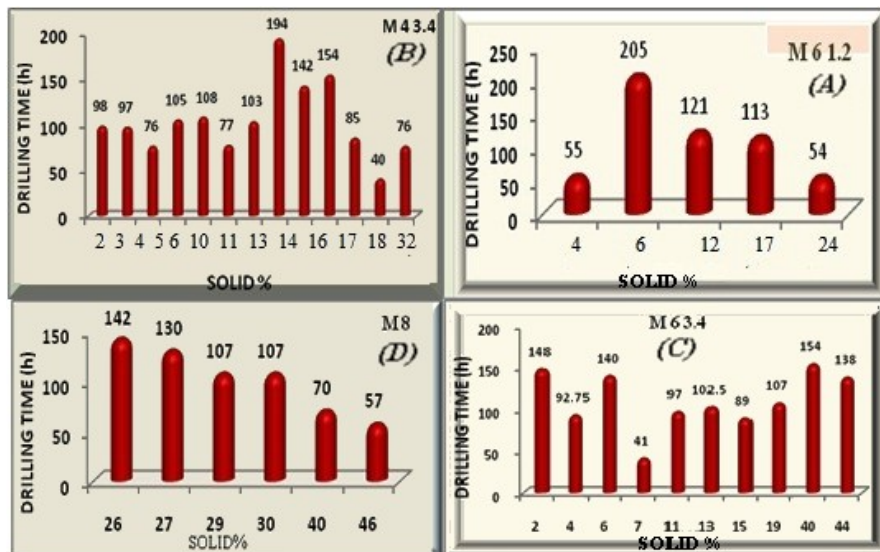 M 4 3.4
(B)
DRILLING TIME (h)
200
150
100
50
0
98 97 76 105 108 77 103 194 142 154 85 40 76
2 3 4 5 6 10 11 13 14 16 16 17 18 32
SOLID %
M 6 1.2
(A)
DRILLING TIME (h)
250
200
150
100
50
0
55 205 121 113 54
4 6 12 17 24
SOLID %
M8
(D)
DRILLING TIME (h)
150
100
50
0
142 130 107 107 70 57
26 27 29 30 40 46
SOLID%
M 6 3.4
(C)
DRILLING TIME (h)
200
150
100
50
0
148 92.75 140 41 97 102.5 89 107 154 138
2 4 6 7 11 13 15 19 40 44
SOLID %